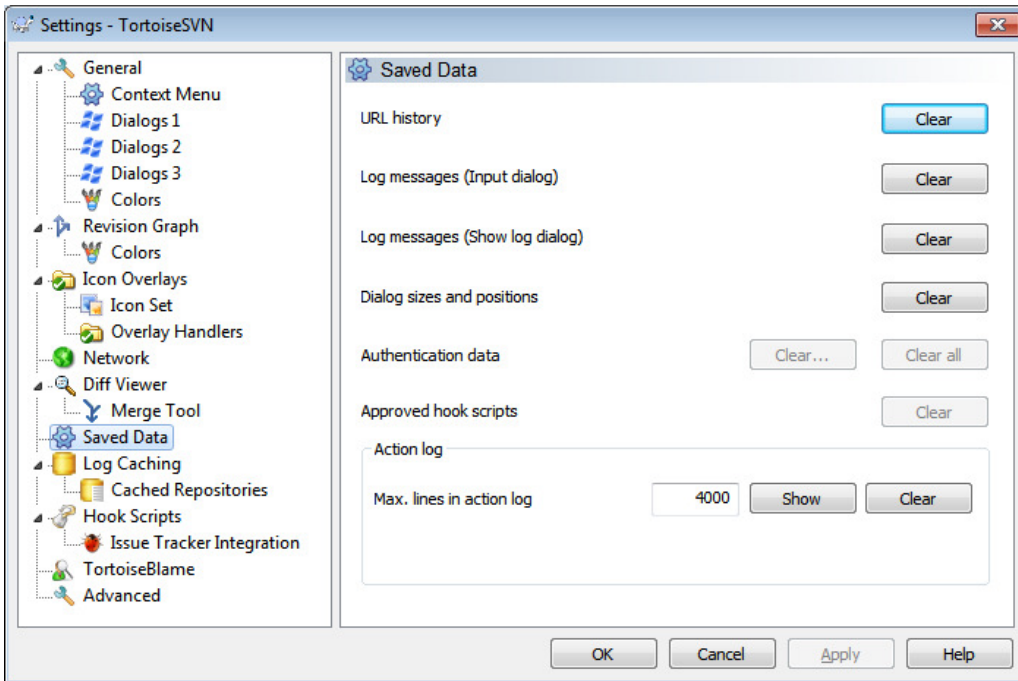 Settings - TortoiseSVN
General
Context Menu
Dialogs 1
Dialogs 2
Dialogs 3
Colors
Revision Graph
Colors
Icon Overlays
Icon Set
Overlay Handlers
Network
Diff Viewer
Merge Tool
Saved Data
Log Caching
Cached Repositories
Hook Scripts
Issue Tracker Integration
TortoiseBlame
Advanced
Saved Data
URL history Clear
Log messages (Input dialog) Clear
Log messages (Show log dialog) Clear
Dialog sizes and positions Clear
Authentication data Clear... Clear all
Approved hook scripts Clear
Action log
Max. lines in action log 4000 Show Clear
OK Cancel Apply Help